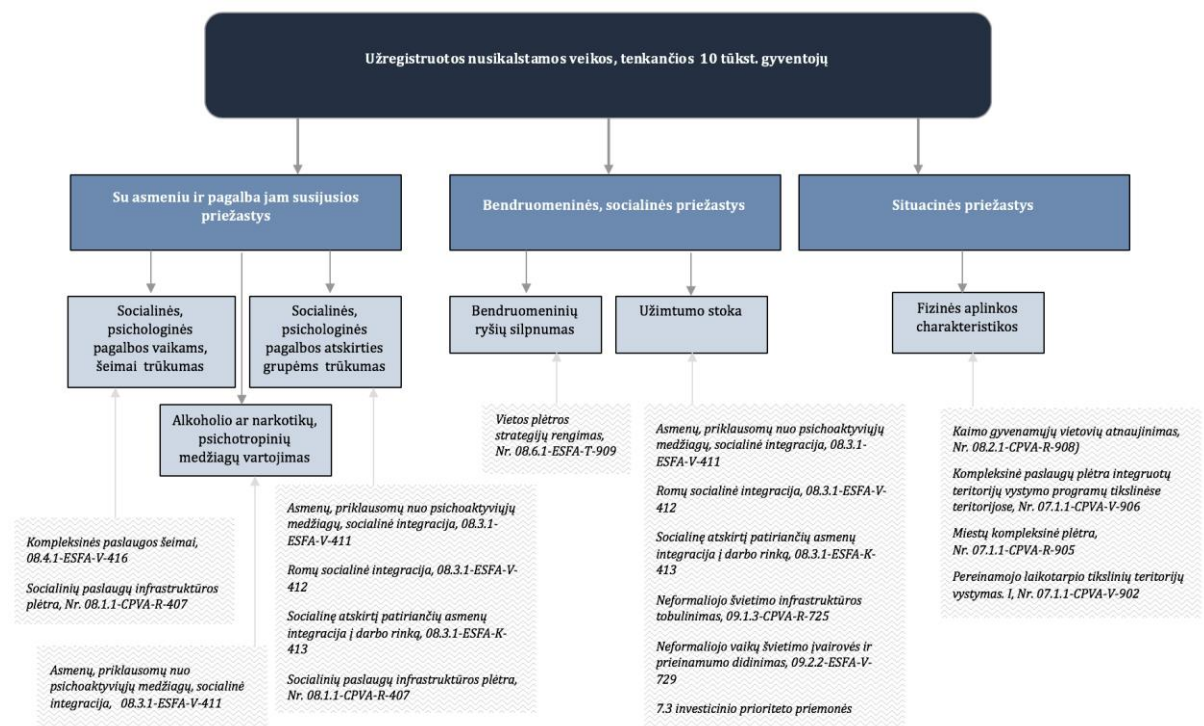 Užregistruotos nusikalstamos veikos, tenkančios 10 tūkst. gyventojų
Su asmeniu ir pagalba jam susijusios
priežastys
Bendruomeninės, socialinės priežastys
Situacinės priežastys
Socialinės,
psichologinės
pagalbos vaikams,
šeimai trūkumas
Socialinės,
psichologinės
pagalbos atskirties
grupėms trūkumas
Bendruomeninių
ryšių silpnumas
Užimtumo stoka
Fizinės aplinkos
charakteristikos
Alkoholio ar narkotikų,
psichotropinių
medžiagų vartojimas
Kompleksinės paslaugos šeimai,
08.4.1-ESFA-V-416
Socialinių paslaugų infrastruktūros
plėtra, Nr. 08.1.1-CPVA-R-407
Asmenų, priklausomų nuo
psichoaktyviųjų medžiagų, socialinė
integracija, 08.3.1-ESFA-V-411
Asmenų, priklausomų nuo psichoaktyviųjų
medžiagų, socialinė integracija, 08.3.1-
ESFA-V-411
Romų socialinė integracija, 08.3.1-ESFA-V-
412
Socialinę atskirtį patiriančių asmenų
integracija į darbo rinką, 08.3.1-ESFA-K-
413
Socialinių paslaugų infrastruktūros plėtra,
Nr. 08.1.1-CPVA-R-407
Vietos plėtros
strategijų rengimas,
Nr. 08.6.1-ESFA-T-909
Asmenų, priklausomų nuo psichoaktyviųjų
medžiagų, socialinė integracija, 08.3.1-
ESFA-V-411
Romų socialinė integracija, 08.3.1-ESFA-V-
412
Socialinę atskirtį patiriančių asmenų
integracija į darbo rinką, 08.3.1-ESFA-K-
413
Neformaliojo švietimo infrastruktūros
tobulinimas, 09.1.3-CPVA-R-725
Neformaliojo vaikų švietimo įvairovės ir
prieinamumo didinimas, 09.2.2-ESFA-V-
729
7.3 investicinio prioriteto priemonės
Kaimo gyvenamųjų vietovių atnaujinimas,
Nr. 08.2.1-CPVA-R-908)
Kompleksinė paslaugų plėtra integruotų
teritorijų vystymo programų tikslinėse
teritorijose, Nr. 07.1.1-CPVA-V-906
Miestų kompleksinė plėtra,
Nr. 07.1.1-CPVA-R-905
Pereinamojo laikotarpio tikslinių teritorijų
vystymas. I, Nr. 07.1.1-CPVA-V-902